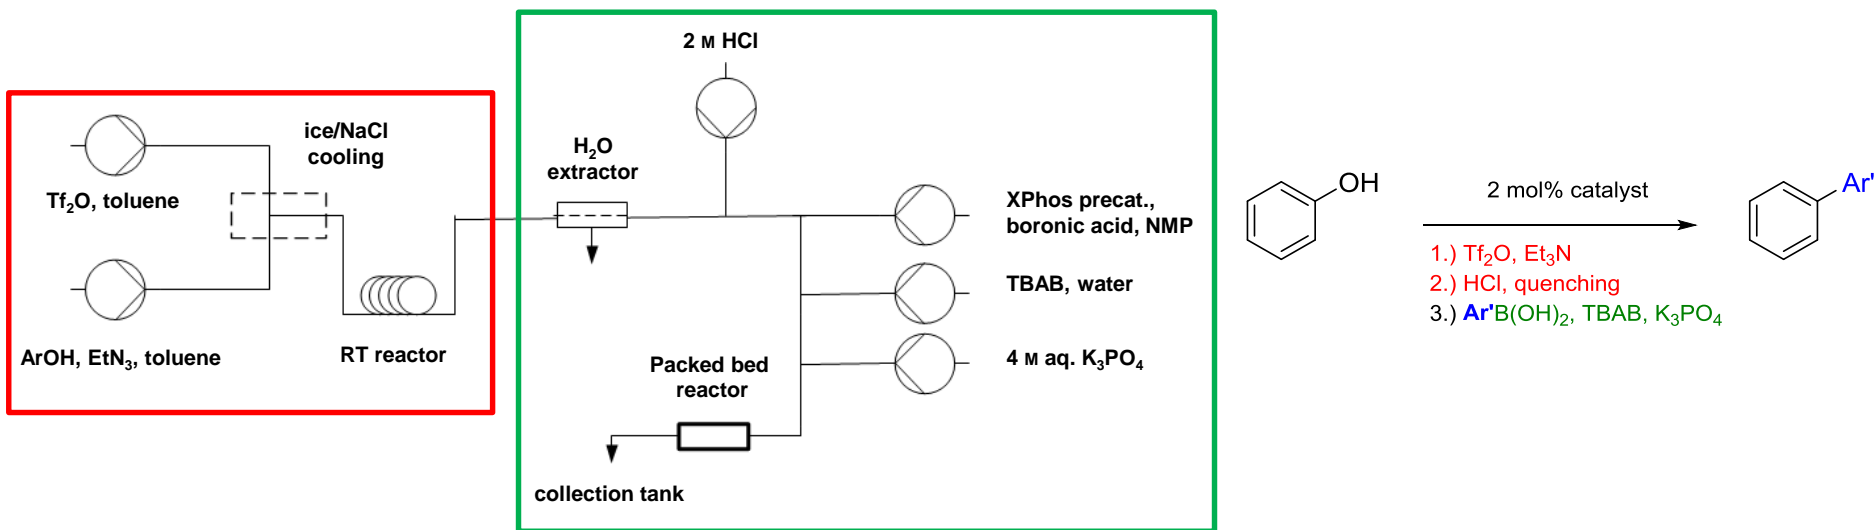 2 M HCl
ice/NaCl
cooling
Tf₂O, toluene
ArOH, EtN₃, toluene
RT reactor
H₂O
extractor
XPhos precat.,
boronic acid, NMP
TBAB, water
4 M aq. K₃PO₄
Packed bed
reactor
collection tank
OH
2 mol% catalyst
1.) Tf₂O, Et₃N
2.) HCl, quenching
3.) Ar'B(OH)₂, TBAB, K₃PO₄
Ar'